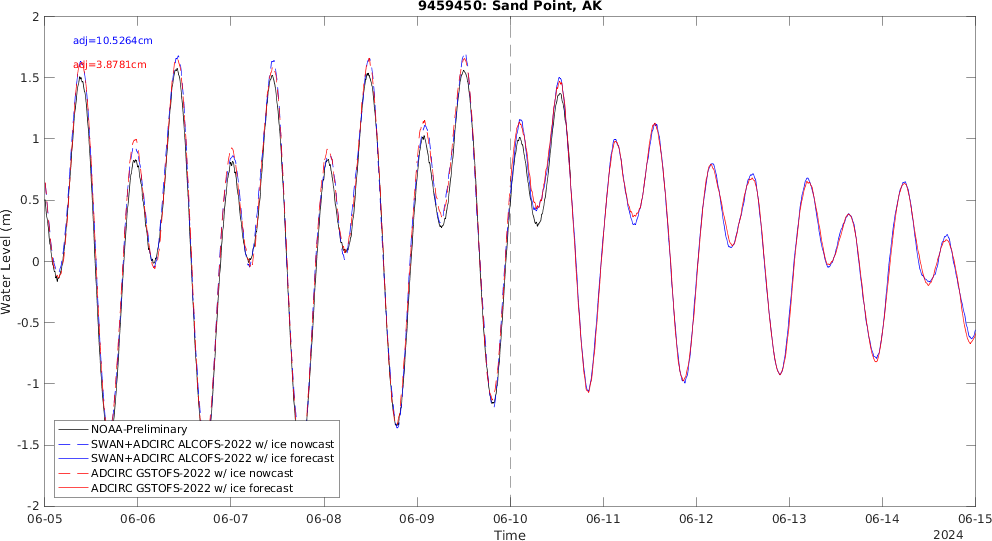 9459450: Sand Point, AK
adj=10.5264cm
adj=3.8781cm
Water Level (m)
2
1.5
1
0.5
0
-0.5
-1
-1.5
-2
NOAA-Preliminary
SWAN+ADCIRC ALCOFS-2022 w/ ice nowcast
SWAN+ADCIRC ALCOFS-2022 w/ ice forecast
ADCIRC GSTOFS-2022 w/ ice nowcast
ADCIRC GSTOFS-2022 w/ ice forecast
06-05 06-06 06-07 06-08 06-09 06-10 06-11 06-12 06-13 06-14 06-15
Time
2024